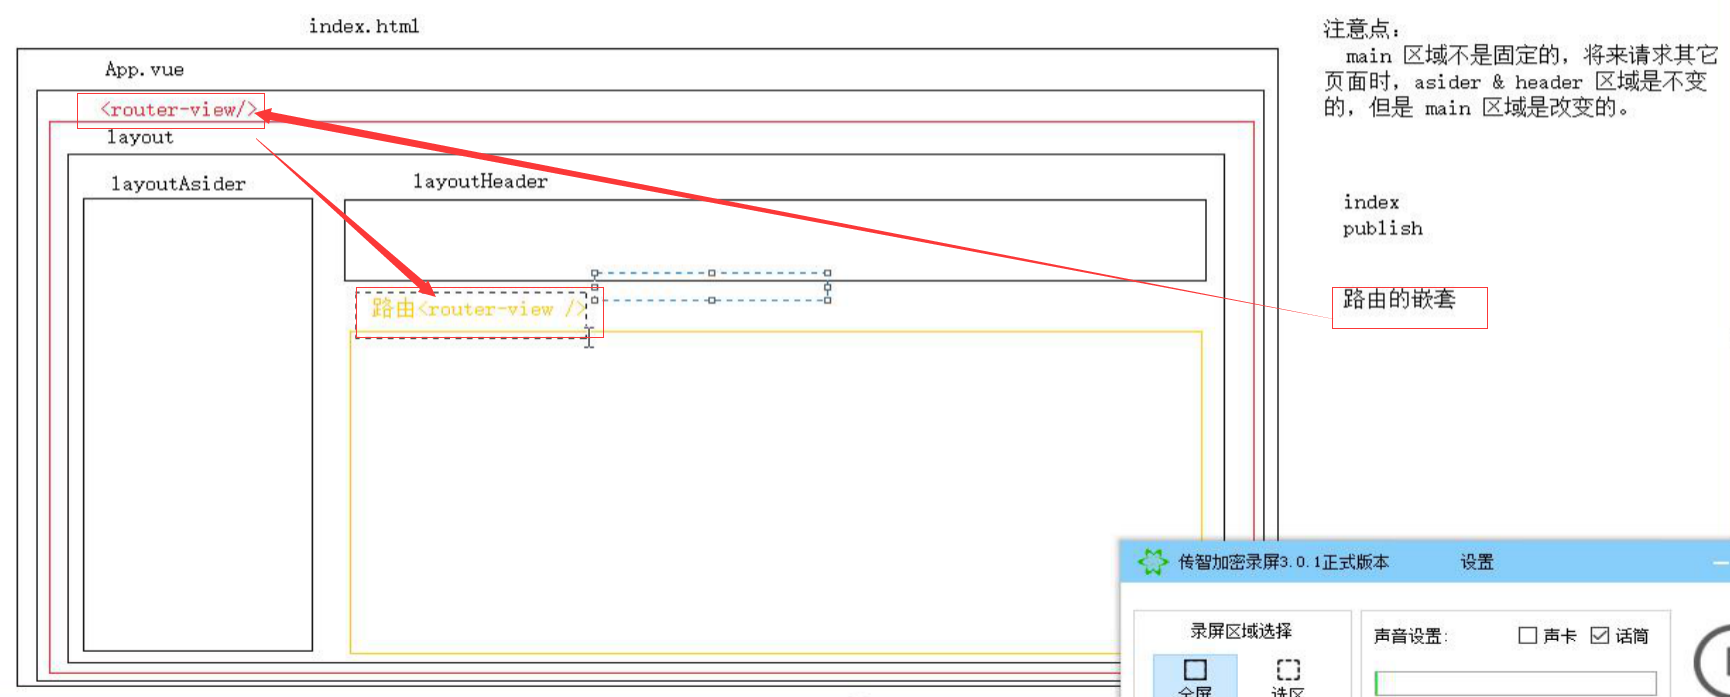 index.html
App.vue
<router-view/>
layout
layoutAsider
layoutHeader
路由<router-view />
注意点：
main 区域不是固定的，将来请求其它
页面时，asider & header 区域是不变
的，但是 main 区域是改变的。
index
publish
路由的嵌套
传智加密录屏3.0.1正式版本
设置
录屏区域选择
全屏
选区
声音设置:
声卡
话筒